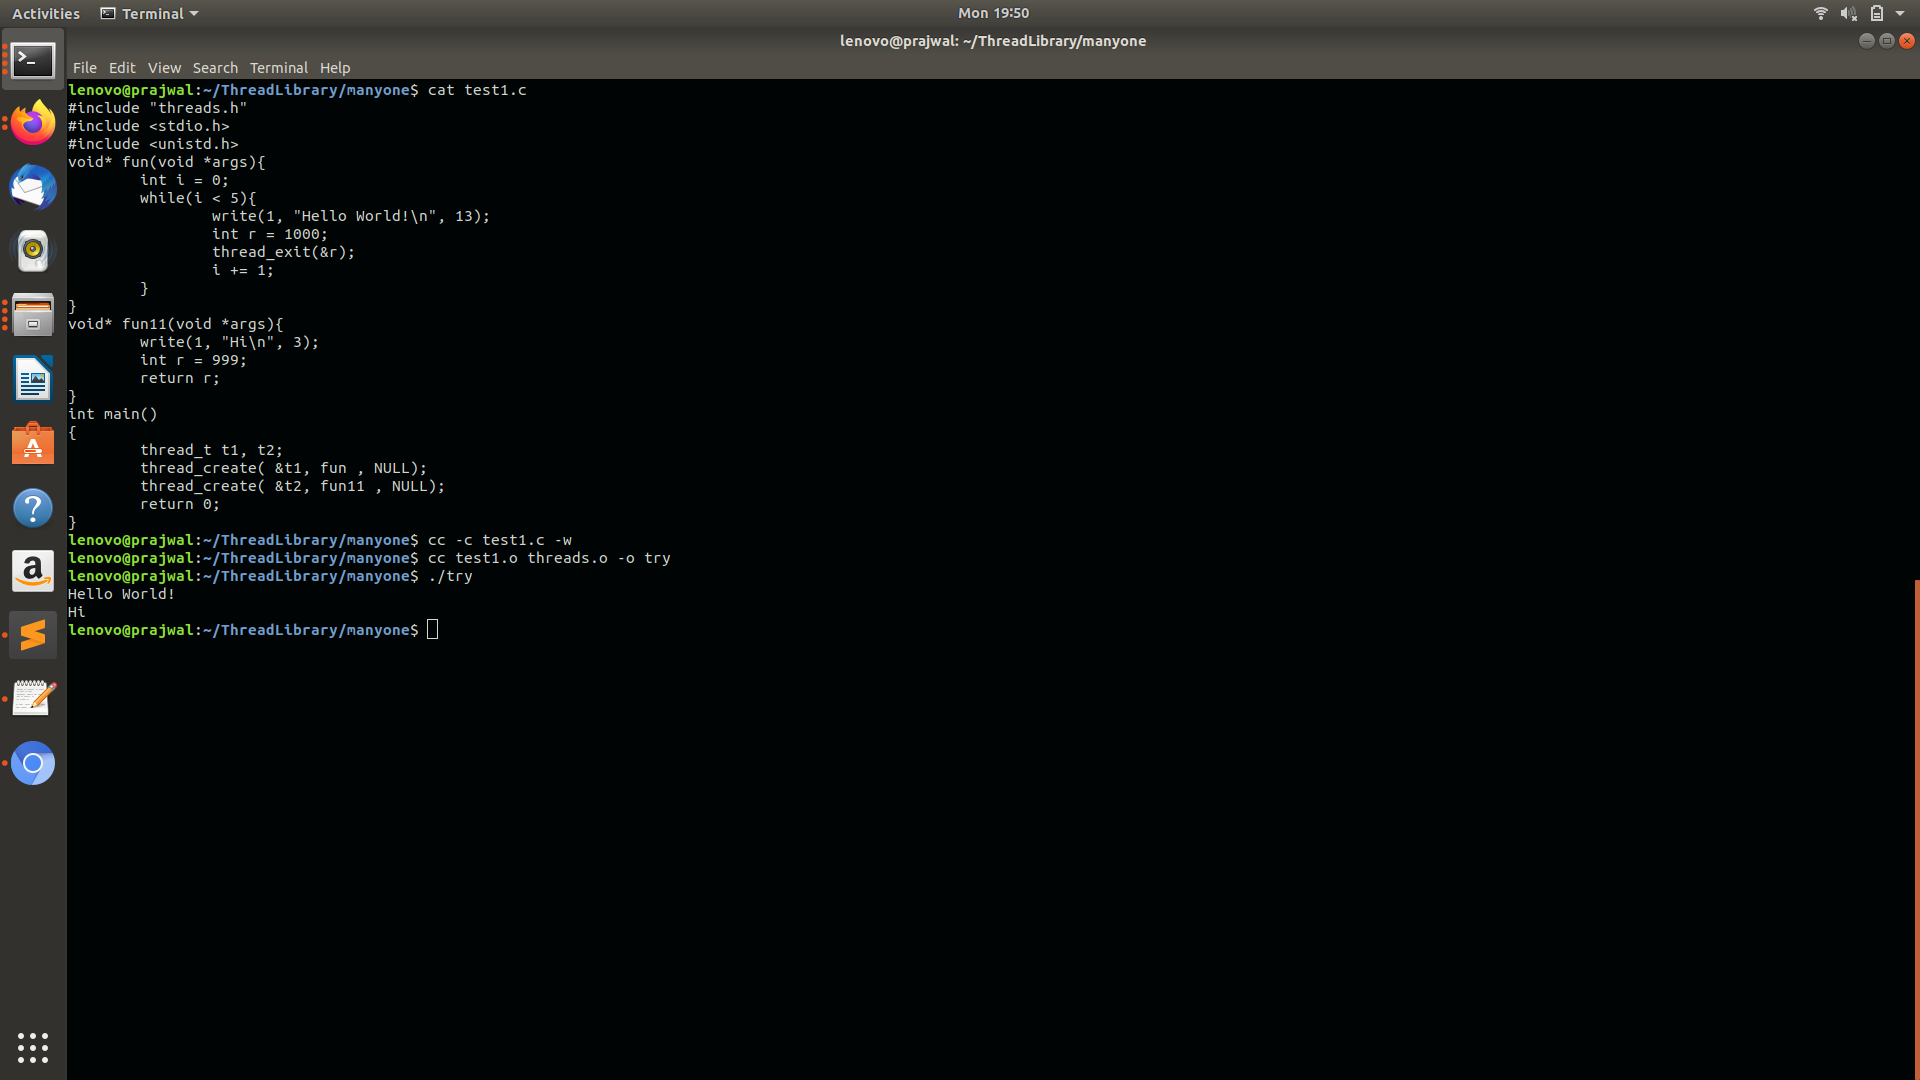 Activities Terminal Mon 19:50
lenovo@prajwal: ~/ThreadLibrary/manyone
File Edit View Search Terminal Help
lenovo@prajwal:~/ThreadLibrary/manyone$ cat test1.c
#include "threads.h"
#include <stdio.h>
#include <unistd.h>
void* fun(void *args){
        int i = 0;
        while(i < 5){
                write(1, "Hello World!\n", 13);
                int r = 1000;
                thread_exit(&r);
                i += 1;
        }
}
void* fun11(void *args){
        write(1, "Hi\n", 3);
        int r = 999;
        return r;
}
int main()
{
        thread_t t1, t2;
        thread_create( &t1, fun , NULL);
        thread_create( &t2, fun11 , NULL);
        return 0;
}
lenovo@prajwal:~/ThreadLibrary/manyone$ cc -c test1.c -w
lenovo@prajwal:~/ThreadLibrary/manyone$ cc test1.o threads.o -o try
lenovo@prajwal:~/ThreadLibrary/manyone$ ./try
Hello World!
Hi
lenovo@prajwal:~/ThreadLibrary/manyone$